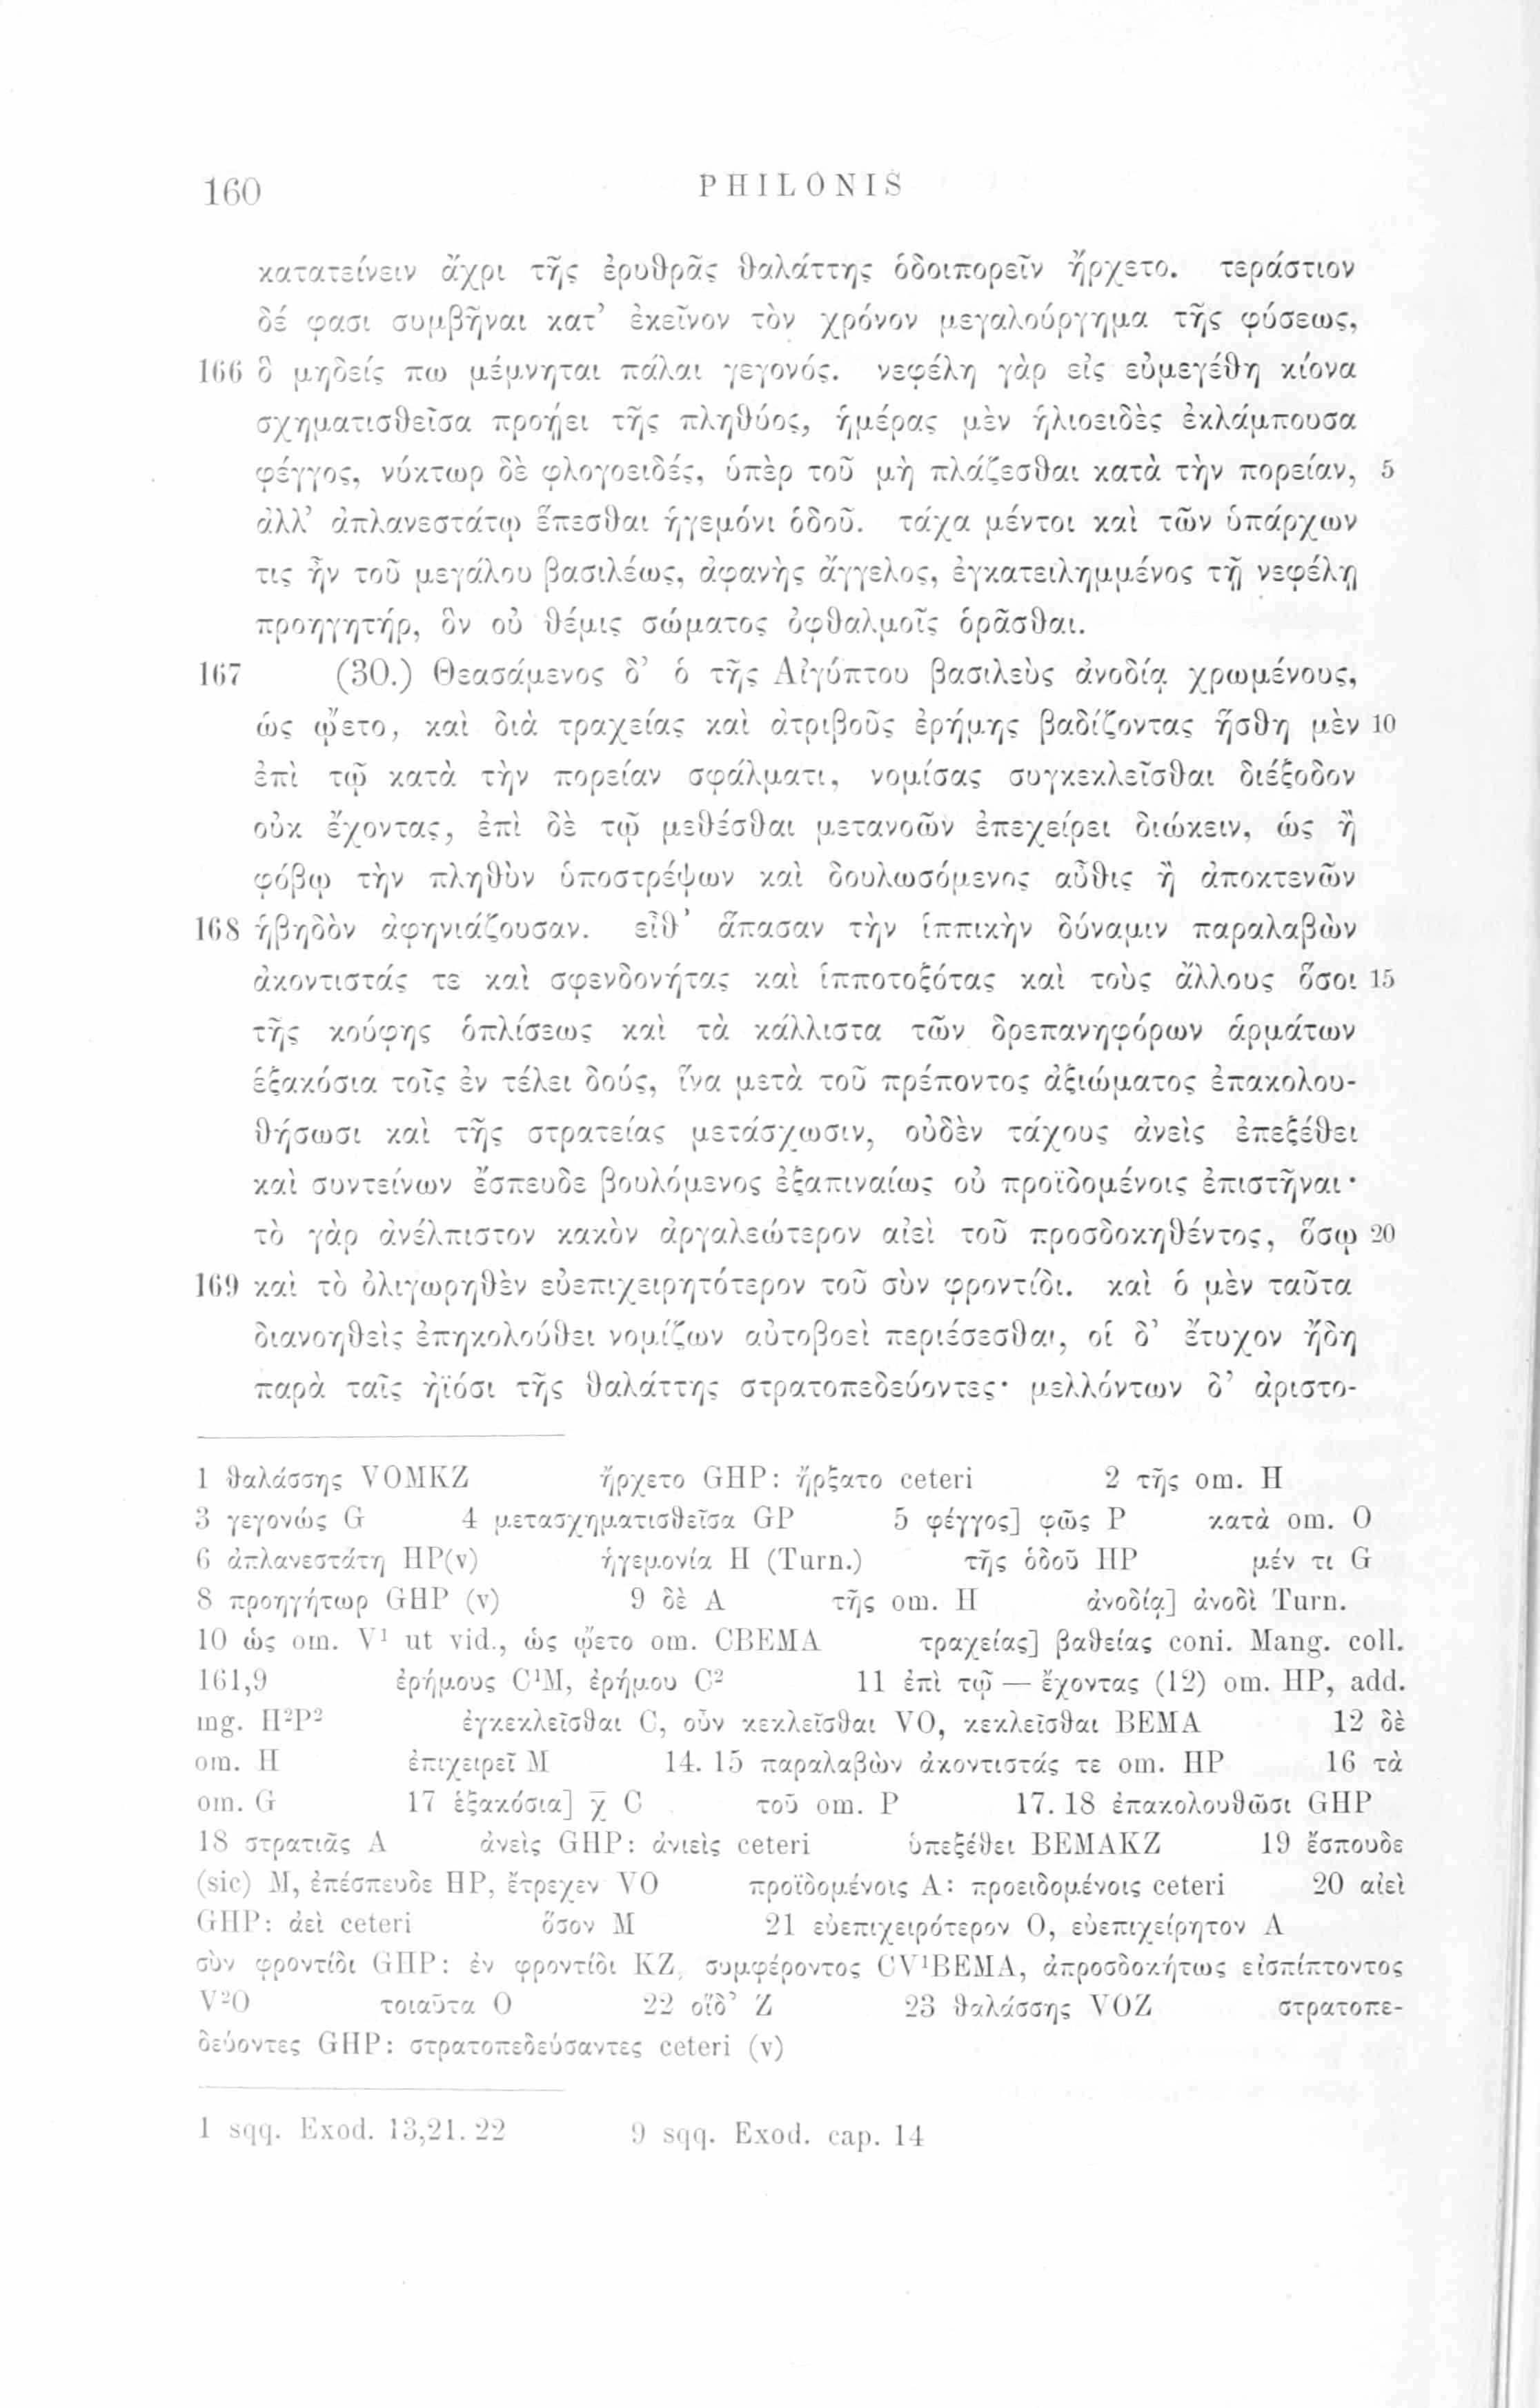 160 PHILONIS
κατατείνειν ἄχρι τῆς ἐρυθρᾶς θαλάττης ὁδοιπορεῖν ἤρχετο. τεράστιον
δέ φασι συμβῆναι κατ’ ἐκεῖνον τὸν χρόνον μεγαλούργημα τῆς φύσεως,
166 ὃ μηδείς πω μέμνηται πάλαι γεγονός. νεφέλη γὰρ εἰς εὐμεγέθη κίονα
σχηματισθεῖσα προῄει τῆς πληθύος, ἡμέρας μὲν ἡλιοειδὲς ἐκλάμπουσα
φέγγος, νύκτωρ δὲ φλογοειδές, ὑπὲρ τοῦ μὴ πλάζεσθαι κατὰ τὴν πορείαν, 5
ἀλλ’ ἀπλανεστάτῳ ἕπεσθαι ἡγεμόνι ὁδοῦ. τάχα μέντοι καὶ τῶν ὑπάρχων
τις ἦν τοῦ μεγάλου βασιλέως, ἀφανὴς ἄγγελος, ἐγκατειλημμένος τῇ νεφέλῃ
προηγητήρ, ὃν οὐ θέμις σώματος ὀφθαλμοῖς ὁρᾶσθαι.
167 (30.) Θεασάμενος δ’ ὁ τῆς Αἰγύπτου βασιλεὺς ἀνοδίᾳ χρωμένους,
ὡς ᾤετο, καὶ διὰ τραχείας καὶ ἀτριβοῦς ἐρήμης βαδίζοντας ἥσθη μὲν 10
ἐπὶ τῷ κατὰ τὴν πορείαν σφάλματι, νομίσας συγκεκλεῖσθαι διέξοδον
οὐκ ἔχοντας, ἐπὶ δὲ τῷ μεθέσθαι μετανοῶν ἐπεχείρει διώκειν, ὡς ἢ
φόβῳ τὴν πληθὺν ὑποστρέψων καὶ δουλωσόμενος αὖθις ἢ ἀποκτενῶν
168 ἡβηδὸν ἀφηνιάζουσαν. εἶθ’ ἅπασαν τὴν ἱππικὴν δύναμιν παραλαβὼν
ἀκοντιστάς τε καὶ σφενδονήτας καὶ ἱπποτοξότας καὶ τοὺς ἄλλους ὅσοι 15
τῆς κούφης ὁπλίσεως καὶ τὰ κάλλιστα τῶν δρεπανηφόρων ἁρμάτων
ἑξακόσια τοῖς ἐν τέλει δούς, ἵνα μετὰ τοῦ πρέποντος ἀξιώματος ἐπακολου-
θήσωσι καὶ τῆς στρατείας μετάσχωσιν, οὐδὲν τάχους ἀνεὶς ἐπεξέθει
καὶ συντείνων ἔσπευδε βουλόμενος ἐξαπιναίως οὐ προϊδομένοις ἐπιστῆναι·
τὸ γὰρ ἀνέλπιστον κακὸν ἀργαλεώτερον αἰεὶ τοῦ προσδοκηθέντος, ὅσῳ 20
169 καὶ τὸ ὀλιγωρηθὲν εὐεπιχειρητότερον τοῦ σὺν φροντίδι. καὶ ὁ μὲν ταῦτα
διανοηθεὶς ἐπηκολούθει νομίζων αὐτοβοεὶ περιέσεσθαι, οἱ δ’ ἔτυχον ἤδη
παρὰ ταῖς ἠϊόσι τῆς θαλάττης στρατοπεδεύοντες· μελλόντων δ’ ἀριστο-
1 θαλάσσης VOMKZ ἤρχετο GHP: ἤρξατο ceteri 2 τῆς om. H
3 γεγονώς G 4 μετασχηματισθεῖσα GP 5 φέγγος] φῶς P κατὰ om. O
6 ἀπλανεστάτη HP(v) ἡγεμονία H (Turn.) τῆς ὁδοῦ HP μέν τι G
8 προηγήτωρ GHP (v) 9 δὲ A τῆς om. H ἀνοδίᾳ] ἀνοδὶ Turn.
10 ὡς om. V¹ ut vid., ὡς ᾤετο om. CBEMA τραχείας] βαθείας coni. Mang. coll.
161,9 ἐρήμους C¹M, ἐρήμου C² 11 ἐπὶ τῷ — ἔχοντας (12) om. HP, add.
mg. H²P² ἐγκεκλεῖσθαι C, οὖν κεκλεῖσθαι VO, κεκλεῖσθαι BEMA 12 δὲ
om. H ἐπιχειρεῖ M 14. 15 παραλαβὼν ἀκοντιστάς τε om. HP 16 τὰ
om. G 17 ἑξακόσια] χ̅ C τοῦ om. P 17. 18 ἐπακολουθῶσι GHP
18 στρατιᾶς A ἀνεὶς GHP: ἀνιεὶς ceteri ὑπεξέθει BEMAKZ 19 ἔσπουδε
(sic) M, ἐπέσπευδε HP, ἔτρεχεν VO προϊδομένοις A: προειδομένοις ceteri 20 αἰεὶ
GHP: ἀεὶ ceteri ὅσον M 21 εὐεπιχειρότερον O, εὐεπιχείρητον A
σὺν φροντίδι GHP: ἐν φροντίδι KZ, συμφέροντος CV¹BEMA, ἀπροσδοκήτως εἰσπίπτοντος
V²O τοιαῦτα O 22 οἵδ’ Z 23 θαλάσσης VOZ στρατοπε-
δεύοντες GHP: στρατοπεδεύσαντες ceteri (v)
1 sqq. Exod. 13,21. 22 9 sqq. Exod. cap. 14